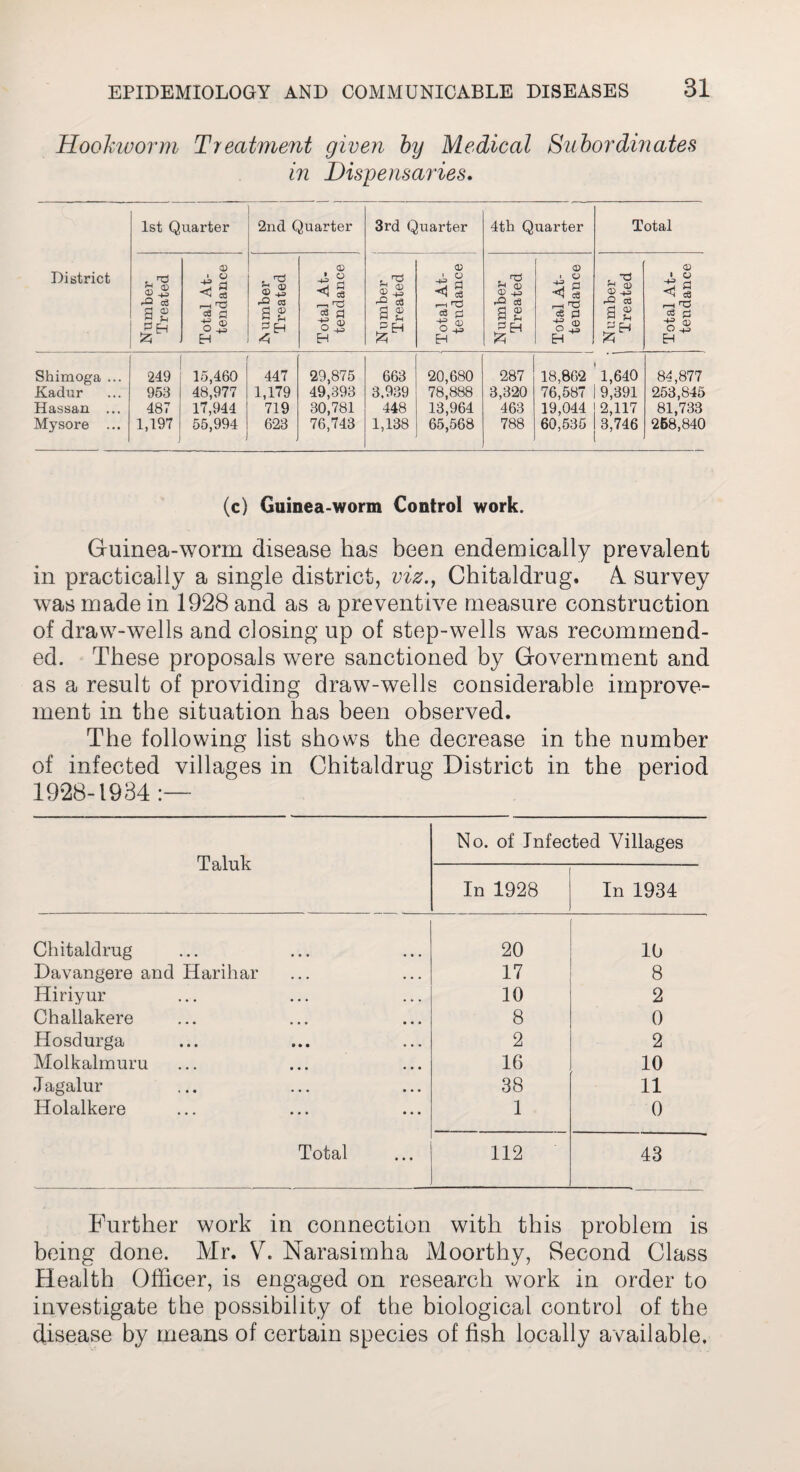 EPIDEMIOLOGY AND COMMUNICABLE DISEASES 31
Hookworm Treatment given by Medical Subordinates
in Dispensaries.
District | 1st Quarter | 2nd Quarter | 3rd Quarter | 4th Quarter | Total
Number Treated | Total Attendance | Number Treated | Total At-tendance | Number Treated | Total At-tendance | Number Treated | Total At-tendance | Number Treated | Total At-tendance
Shimoga ... 249 15,460 447 29,875 663 20,680 287 18,862 1,640 84,877
Kadur ... 953 48,977 1,179 49,393 3,939 78,888 3,320 76,587 9,391 253,845
Hassan ... 487 17,944 719 30,781 448 13,964 463 19,044 2,117 81,733
Mysore ... 1,197 55,994 623 76,743 1,138 65,568 788 60,535 3,746 258,840
(c) Guinea-worm Control work.
Guinea-worm disease has been endemically prevalent
in practically a single district, viz., Chitaldrug. A survey
was made in 1928 and as a preventive measure construction
of draw-wells and closing up of step-wells was recommend-
ed. These proposals were sanctioned by Government and
as a result of providing draw-wells considerable improve-
ment in the situation has been observed.
The following list shows the decrease in the number
of infected villages in Chitaldrug District in the period
1928-1934 :—
Taluk | No. of Infected Villages
In 1928 | In 1934
Chitaldrug ... ... ... 20 10
Davangere and Harihar ... ... 17 8
Hiriyur ... ... ... 10 2
Challakere ... ... ... 8 0
Hosdurga ... ... ... 2 2
Molkalmuru ... ... ... 16 10
Jagalur ... ... ... 38 11
Holalkere ... ... ... 1 0
Total ... 112 43
Further work in connection with this problem is
being done. Mr. V. Narasimha Moorthy, Second Class
Health Officer, is engaged on research work in order to
investigate the possibility of the biological control of the
disease by means of certain species of fish locally available.